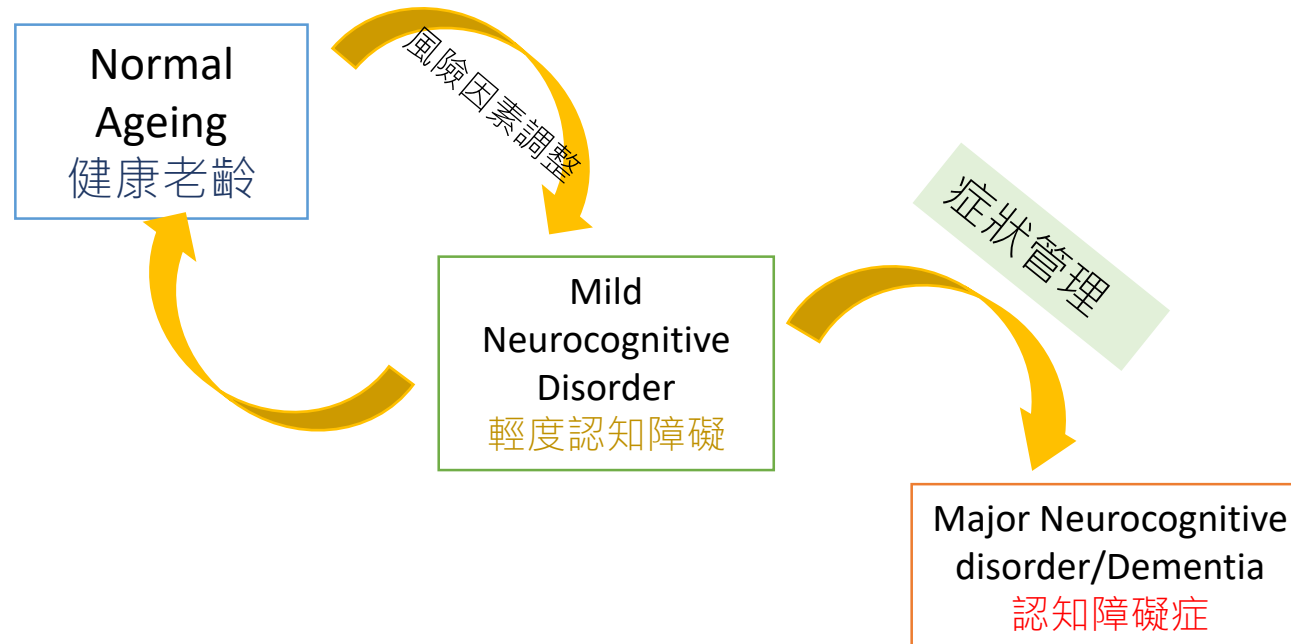 Normal
Ageing
健康老齡
風險因素調整
症狀管理
Mild
Neurocognitive
Disorder
輕度認知障礙
Major Neurocognitive
disorder/Dementia
認知障礙症